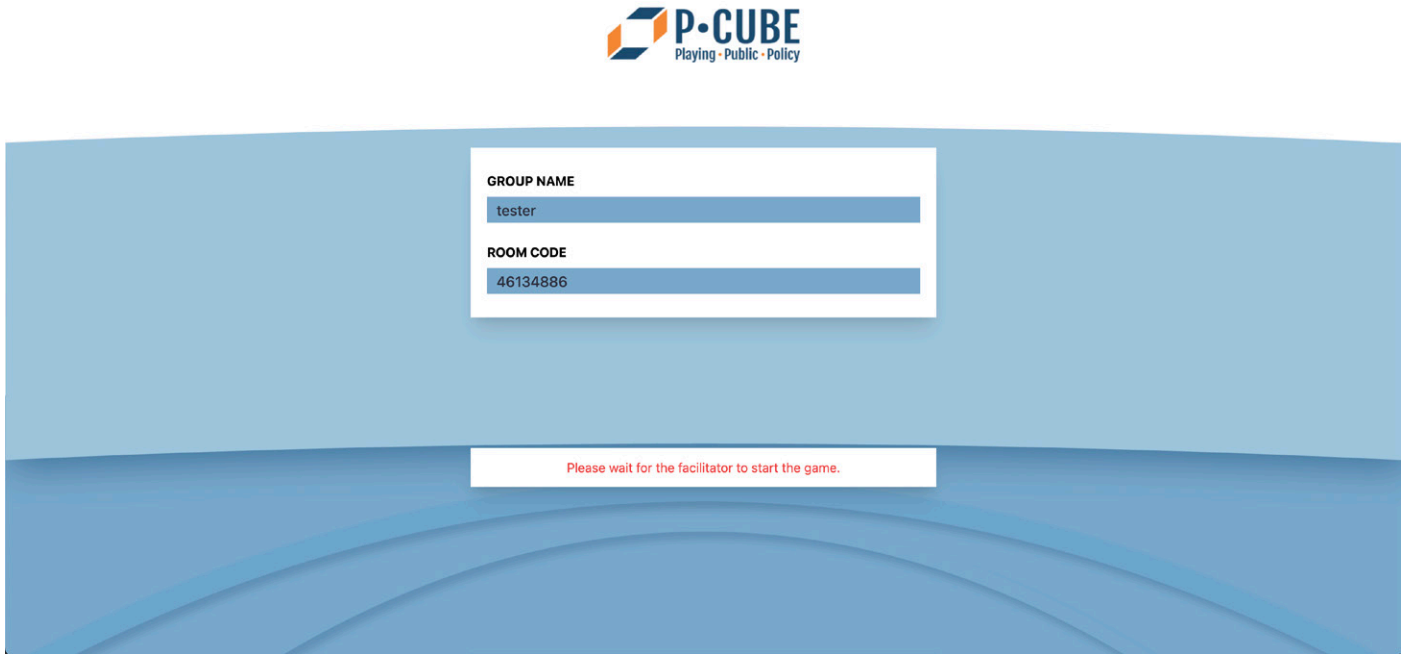 P•CUBE
Playing • Public • Policy
GROUP NAME
tester
ROOM CODE
46134886
Please wait for the facilitator to start the game.